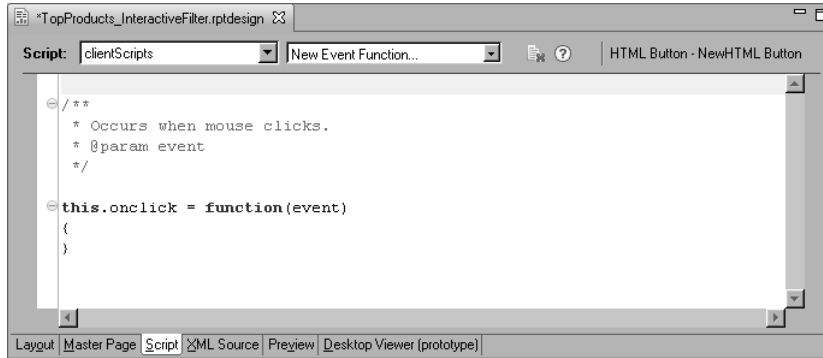 *TopProducts_InteractiveFilter.rptdesign
Script: clientScripts New Event Function... HTML Button - NewHTML Button
/**
* Occurs when mouse clicks.
* @param event
*/
this.onclick = function(event)
{
}
Layout Master Page Script XML Source Preview Desktop Viewer (prototype)